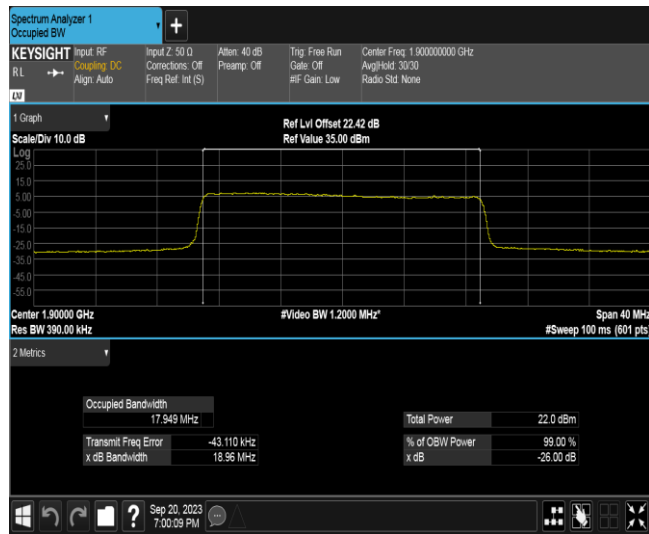 Spectrum Analyzer 1
Occupied BW
+
KEYSIGHT
RL
LXI
Input: RF
Coupling: DC
Align: Auto
Input Z: 50 Ω
Corrections: Off
Freq Ref: Int (S)
Atten: 40 dB
Preamp: Off
Trig: Free Run
Gate: Off
#IF Gain: Low
Center Freq: 1.900000000 GHz
Avg|Hold: 30/30
Radio Std: None
1 Graph
Scale/Div 10.0 dB
Ref Lvl Offset 22.42 dB
Ref Value 35.00 dBm
Log
25.0
15.0
5.00
-5.00
-15.0
-25.0
-35.0
-45.0
-55.0
Center 1.90000 GHz
Res BW 390.00 kHz
#Video BW 1.2000 MHz*
Span 40 MHz
#Sweep 100 ms (601 pts)
2 Metrics
Occupied Bandwidth
17.949 MHz
Transmit Freq Error -43.110 kHz
x dB Bandwidth 18.96 MHz
Total Power 22.0 dBm
% of OBW Power 99.00 %
x dB -26.00 dB
?
Sep 20, 2023
7:00:09 PM